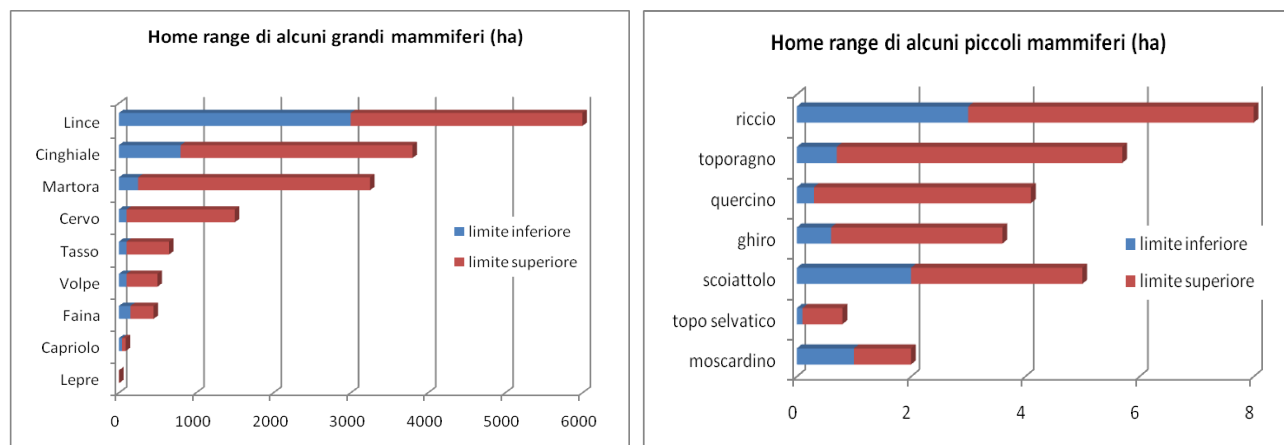 Home range di alcuni grandi mammiferi (ha)
Lince
Cinghiale
Martora
Cervo
Tasso
Volpe
Faina
Capriolo
Lepre
limite inferiore
limite superiore
0 1000 2000 3000 4000 5000 6000
Home range di alcuni piccoli mammiferi (ha)
riccio
toporagno
quercino
ghiro
scoiattolo
topo selvatico
moscardino
limite inferiore
limite superiore
0 2 4 6 8